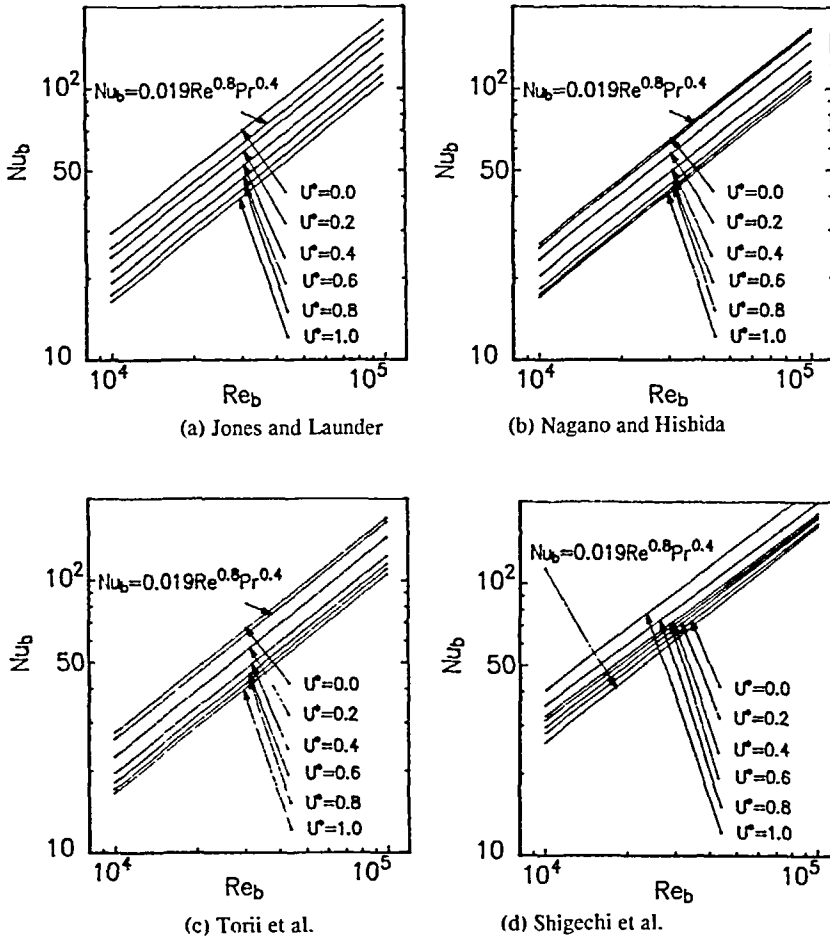 10²
Nu_b=0.019Re^0.8Pr^0.4
Nu_b
50
U*=0.0
U*=0.2
U*=0.4
U*=0.6
U*=0.8
U*=1.0
10
10⁴
10⁵
Re_b
(a) Jones and Launder
10²
Nu_b=0.019Re^0.8Pr^0.4
Nu_b
50
U*=0.0
U*=0.2
U*=0.4
U*=0.6
U*=0.8
U*=1.0
10
10⁴
10⁵
Re_b
(b) Nagano and Hishida
10²
Nu_b=0.019Re^0.8Pr^0.4
Nu_b
50
U*=0.0
U*=0.2
U*=0.4
U*=0.6
U*=0.8
U*=1.0
10
10⁴
10⁵
Re_b
(c) Torii et al.
Nu_b=0.019Re^0.8Pr^0.4
10²
Nu_b
50
U*=0.0
U*=0.2
U*=0.4
U*=0.6
U*=0.8
U*=1.0
10
10⁴
10⁵
Re_b
(d) Shigechi et al.